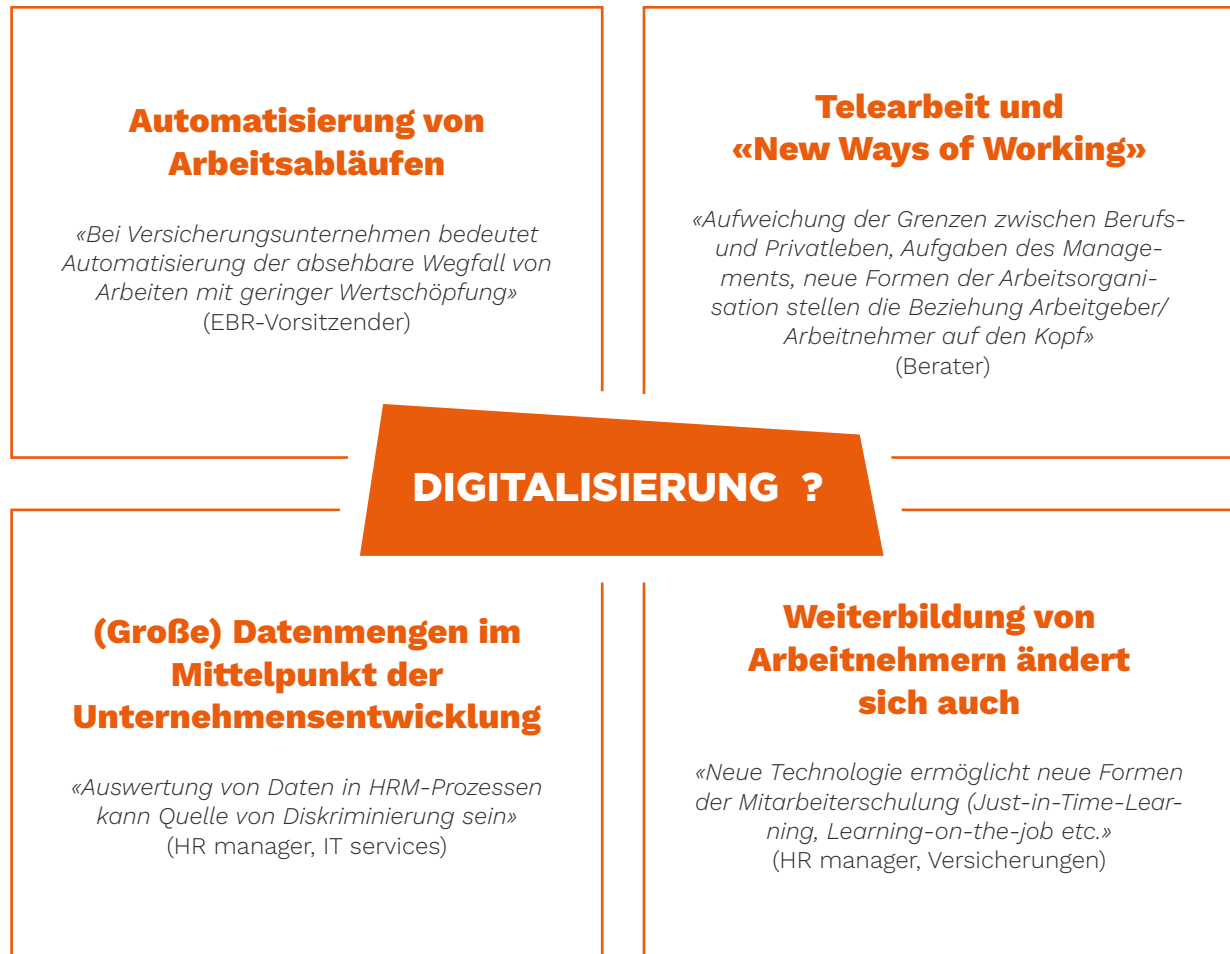 Automatisierung von
Arbeitsabläufen
«Bei Versicherungsunternehmen bedeutet
Automatisierung der absehbare Wegfall von
Arbeiten mit geringer Wertschöpfung»
(EBR-Vorsitzender)
Telearbeit und
«New Ways of Working»
«Aufweichung der Grenzen zwischen Berufs-
und Privatleben, Aufgaben des Manage-
ments, neue Formen der Arbeitsorgani-
sation stellen die Beziehung Arbeitgeber/
Arbeitnehmer auf den Kopf»
(Berater)
DIGITALISIERUNG ?
(Große) Datenmengen im
Mittelpunkt der
Unternehmensentwicklung
«Auswertung von Daten in HRM-Prozessen
kann Quelle von Diskriminierung sein»
(HR manager, IT services)
Weiterbildung von
Arbeitnehmern ändert
sich auch
«Neue Technologie ermöglicht neue Formen
der Mitarbeiterschulung (Just-in-Time-Lear-
ning, Learning-on-the-job etc.»
(HR manager, Versicherungen)